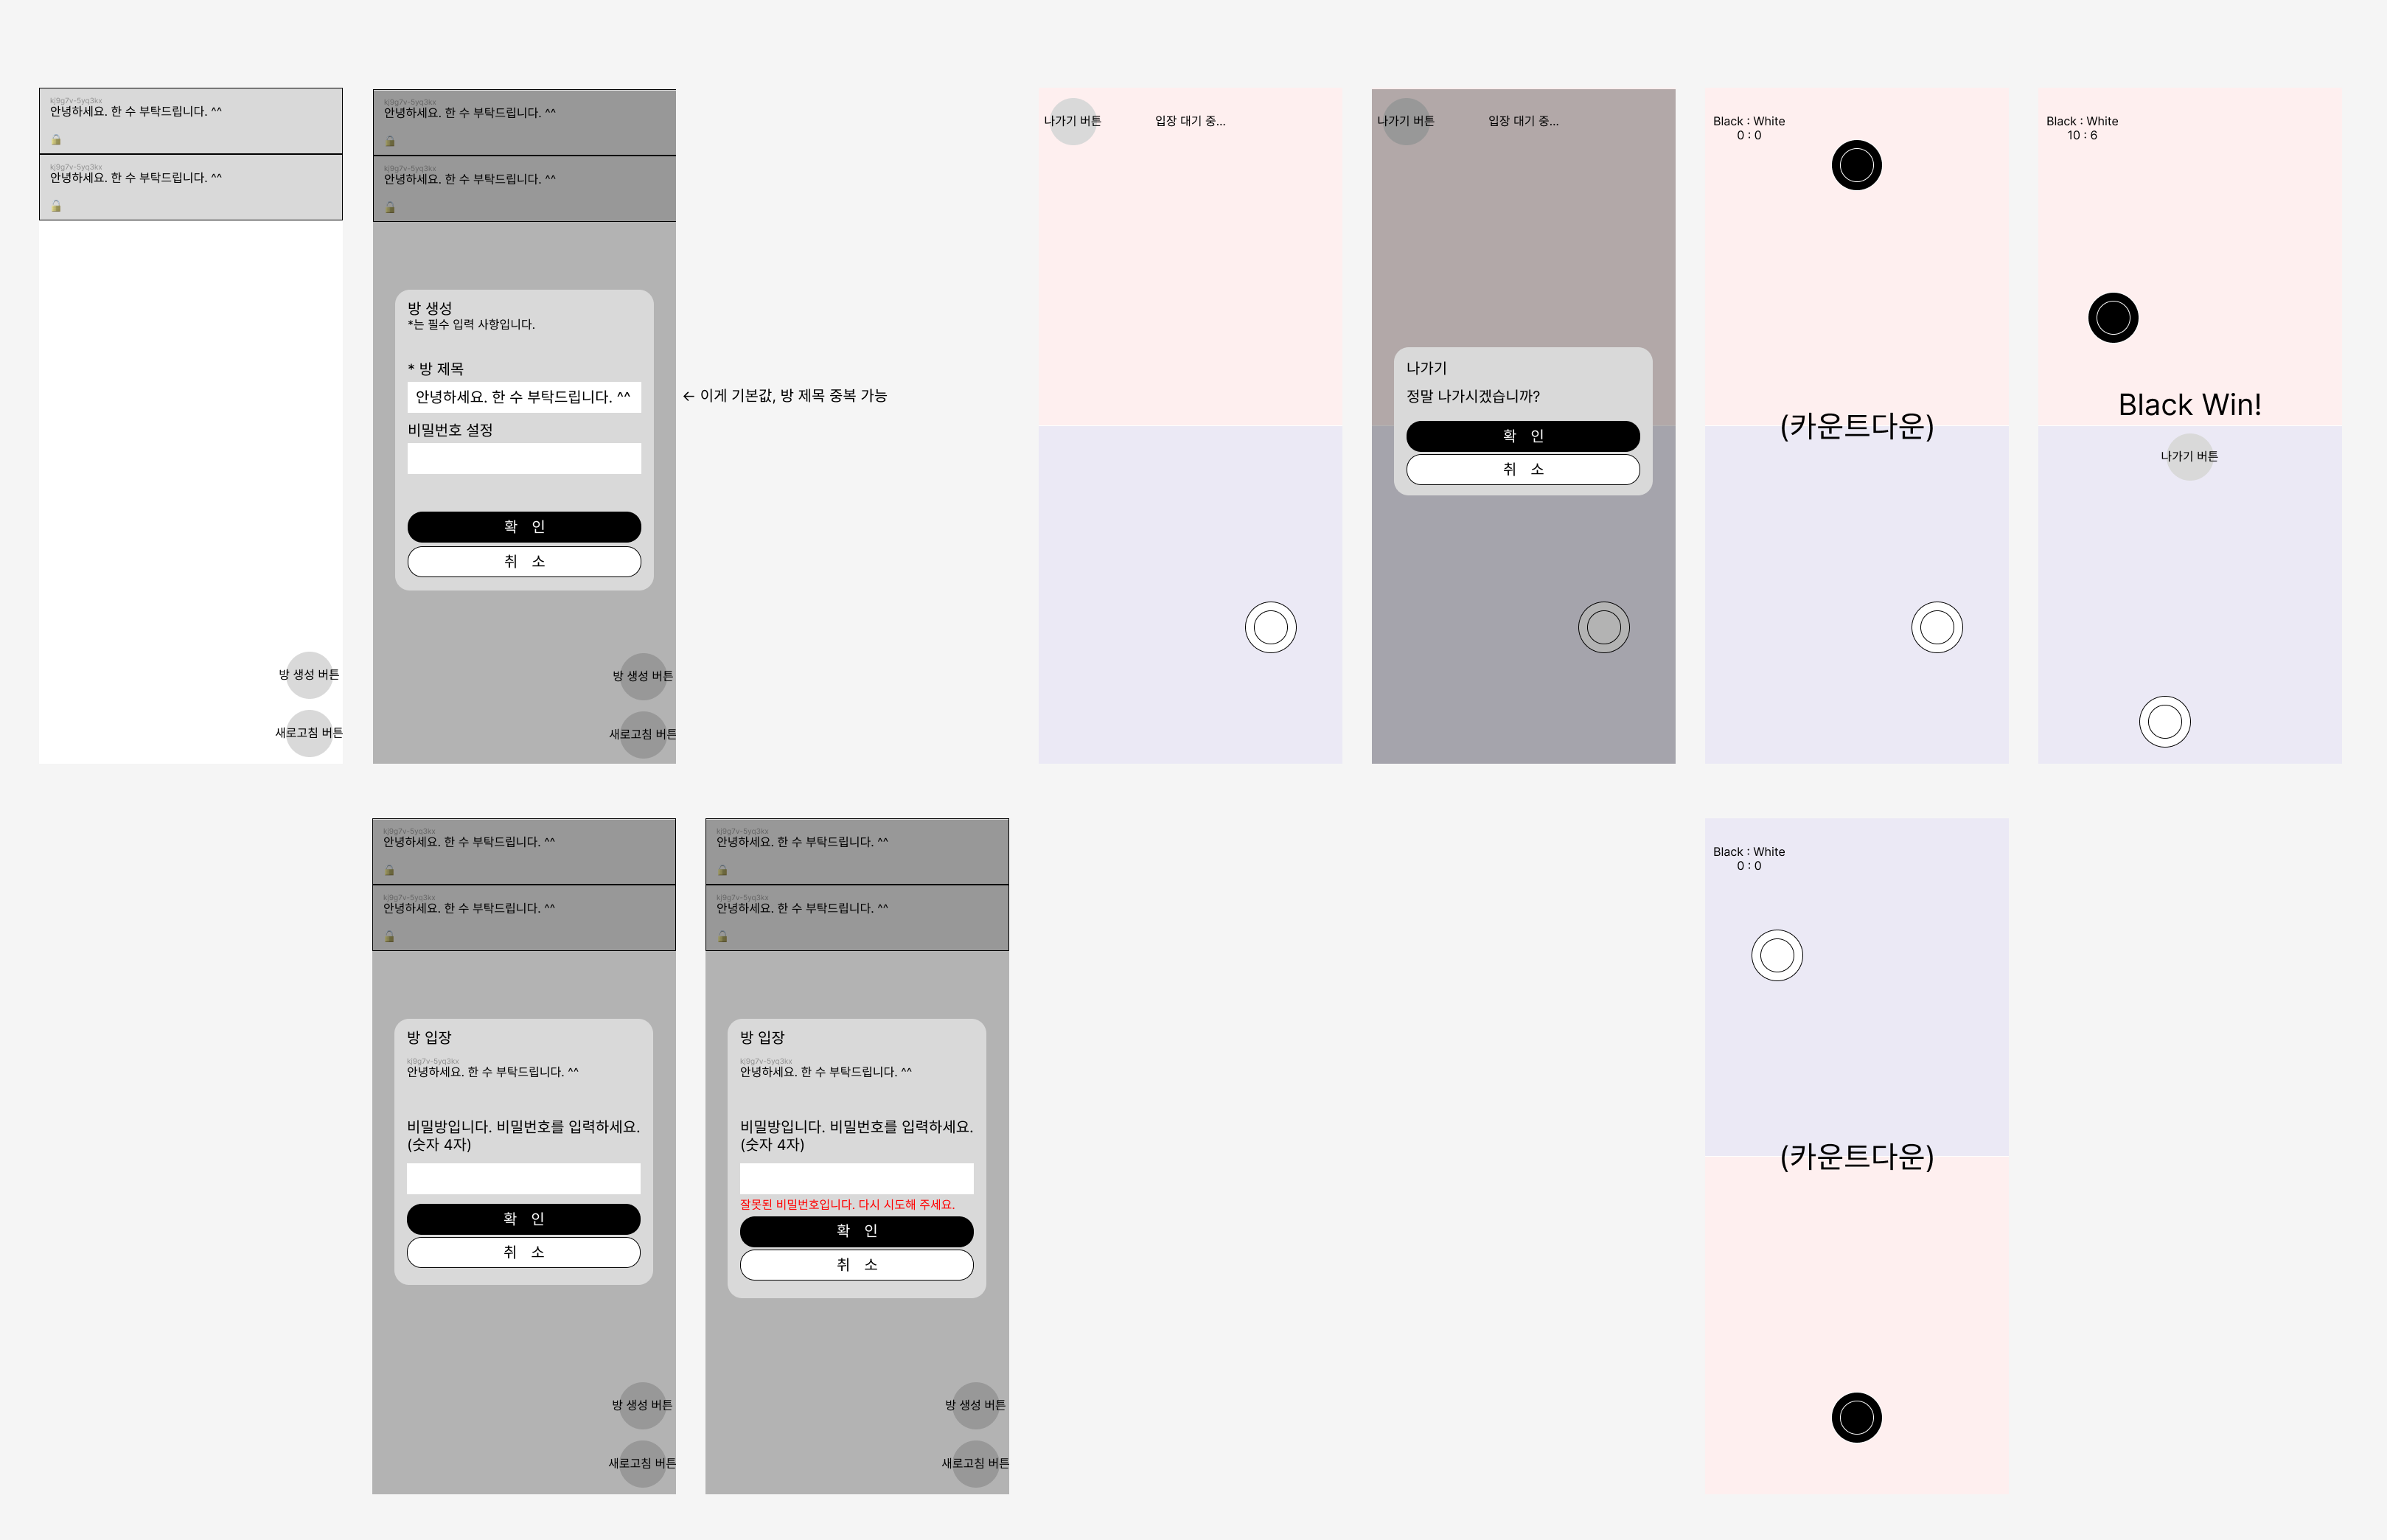 kj9g7v-5yq3kx
안녕하세요. 한 수 부탁드립니다. ^^
kj9g7v-5yq3kx
안녕하세요. 한 수 부탁드립니다. ^^
방 생성 버튼
새로고침 버튼
kj9g7v-5yq3kx
안녕하세요. 한 수 부탁드립니다. ^^
kj9g7v-5yq3kx
안녕하세요. 한 수 부탁드립니다. ^^
방 생성
*는 필수 입력 사항입니다.
* 방 제목
안녕하세요. 한 수 부탁드립니다. ^^
← 이게 기본값, 방 제목 중복 가능
비밀번호 설정
확 인
취 소
방 생성 버튼
새로고침 버튼
나가기 버튼
입장 대기 중...
나가기 버튼
입장 대기 중...
나가기
정말 나가시겠습니까?
확 인
취 소
Black : White
0 : 0
(카운트다운)
Black : White
10 : 6
Black Win!
나가기 버튼
kj9g7v-5yq3kx
안녕하세요. 한 수 부탁드립니다. ^^
kj9g7v-5yq3kx
안녕하세요. 한 수 부탁드립니다. ^^
방 입장
kj9g7v-5yq3kx
안녕하세요. 한 수 부탁드립니다. ^^
비밀방입니다. 비밀번호를 입력하세요.
(숫자 4자)
확 인
취 소
방 생성 버튼
새로고침 버튼
kj9g7v-5yq3kx
안녕하세요. 한 수 부탁드립니다. ^^
kj9g7v-5yq3kx
안녕하세요. 한 수 부탁드립니다. ^^
방 입장
kj9g7v-5yq3kx
안녕하세요. 한 수 부탁드립니다. ^^
비밀방입니다. 비밀번호를 입력하세요.
(숫자 4자)
잘못된 비밀번호입니다. 다시 시도해 주세요.
확 인
취 소
방 생성 버튼
새로고침 버튼
Black : White
0 : 0
(카운트다운)